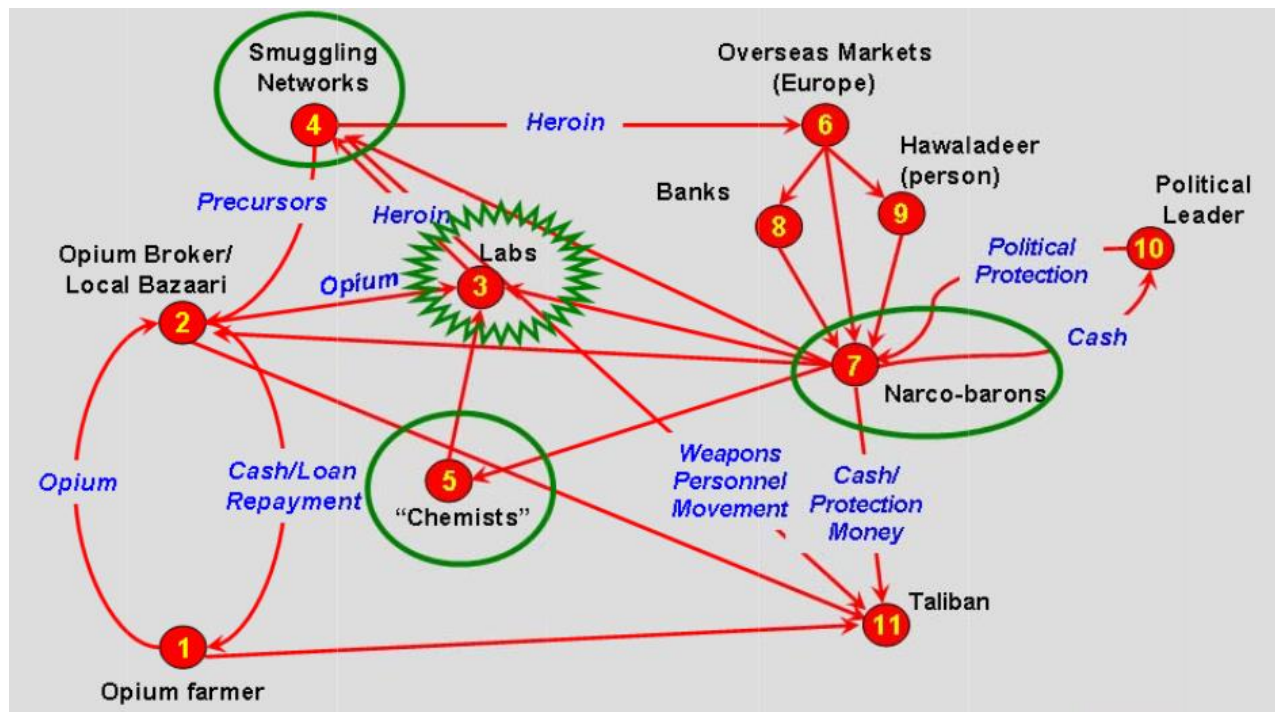 Smuggling
Networks
4
Heroin
Overseas Markets
(Europe)
6
Hawaladeer
(person)
9
Banks
8
Political
Leader
10
Political
Protection
Cash
Precursors
Heroin
Labs
3
Opium Broker/
Local Bazaari
2
Opium
7
Narco-barons
Opium
Cash/Loan
Repayment
5
“Chemists”
Weapons
Personnel
Movement
Cash/
Protection
Money
Taliban
11
1
Opium farmer